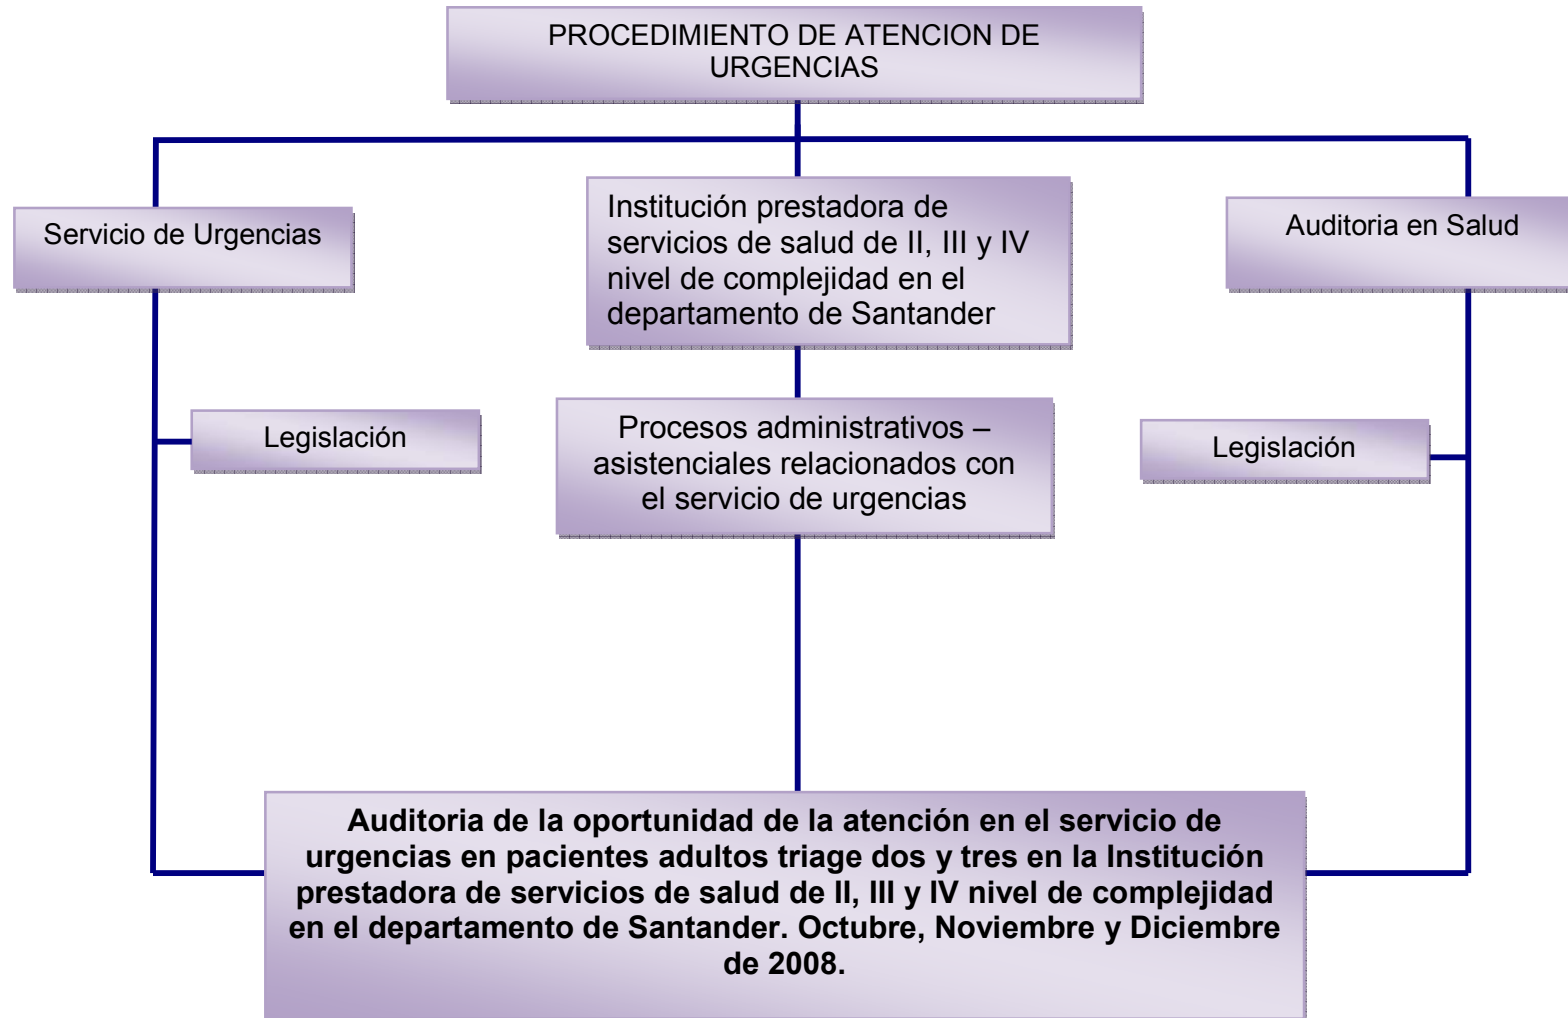 PROCEDIMIENTO DE ATENCION DE
URGENCIAS
Servicio de Urgencias
Institución prestadora de
servicios de salud de II, III y IV
nivel de complejidad en el
departamento de Santander
Auditoria en Salud
Legislación
Procesos administrativos –
asistenciales relacionados con
el servicio de urgencias
Legislación
Auditoria de la oportunidad de la atención en el servicio de
urgencias en pacientes adultos triage dos y tres en la Institución
prestadora de servicios de salud de II, III y IV nivel de complejidad
en el departamento de Santander. Octubre, Noviembre y Diciembre
de 2008.